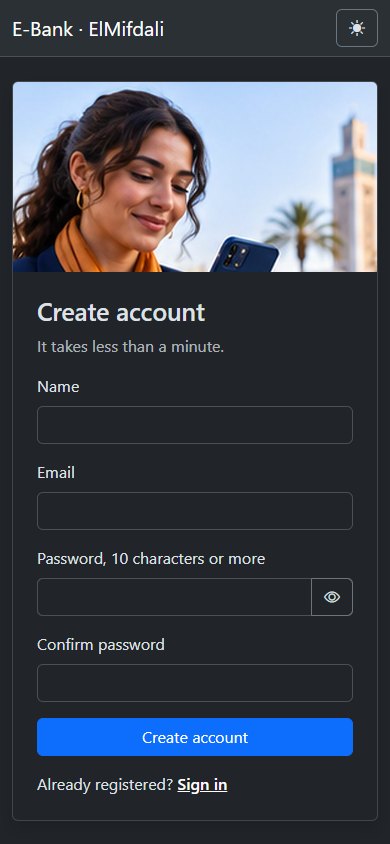 E-Bank · ElMifdali
Create account
It takes less than a minute.
Name
Email
Password, 10 characters or more
Confirm password
Create account
Already registered? Sign in